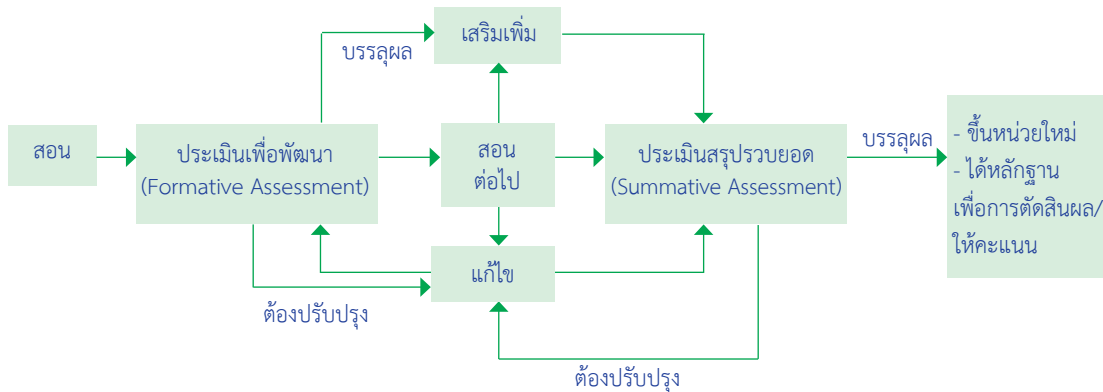 เสริมเพิ่ม
บรรลุผล
สอน
ประเมินเพื่อพัฒนา
(Formative Assessment)
สอน
ต่อไป
ประเมินสรุปรวบยอด
(Summative Assessment)
บรรลุผล
- ขึ้นหน่วยใหม่
- ได้หลักฐาน
เพื่อการตัดสินผล/
ให้คะแนน
แก้ไข
ต้องปรับปรุง
ต้องปรับปรุง